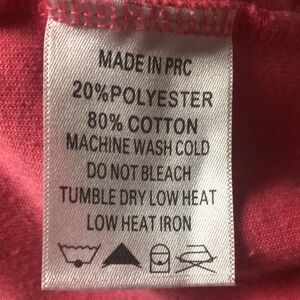 MADE IN PRC
20%POLYESTER
80% COTTON
MACHINE WASH COLD
DO NOT BLEACH
TUMBLE DRY LOW HEAT
LOW HEAT IRON